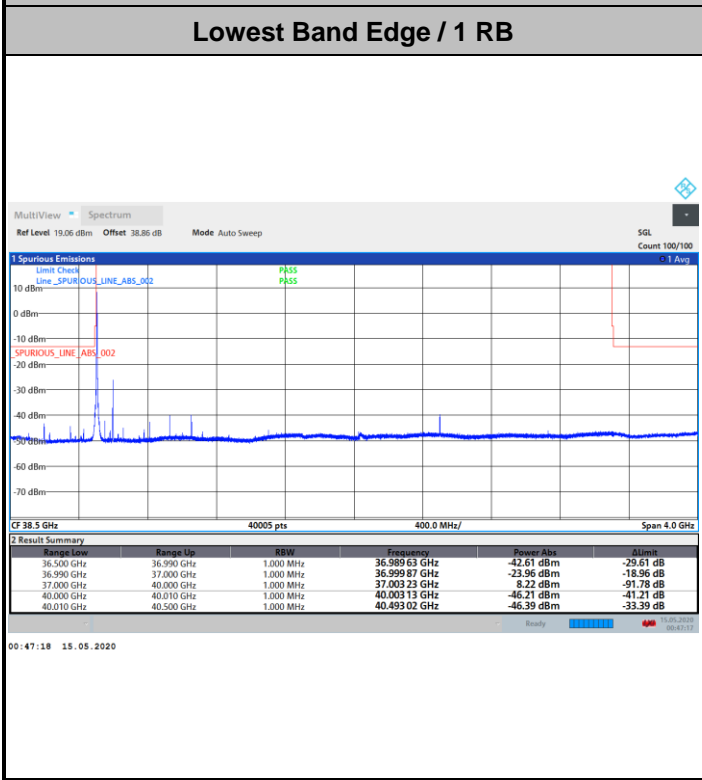 Lowest Band Edge / 1 RB
MultiView Spectrum
Ref Level 19.06 dBm Offset 38.86 dB Mode Auto Sweep SGL
Count 100/100
1 Spurious Emissions 1 Avg
Limit Check PASS
Line _SPURIOUS_LINE_ABS_002 PASS
10 dBm
0 dBm
-10 dBm
_SPURIOUS_LINE_ABS_002
-20 dBm
-30 dBm
-40 dBm
-50 dBm
-60 dBm
-70 dBm
CF 38.5 GHz 40005 pts 400.0 MHz/ Span 4.0 GHz
2 Result Summary
Range Low Range Up RBW Frequency Power Abs ΔLimit
36.500 GHz 36.990 GHz 1.000 MHz 36.989 63 GHz -42.61 dBm -29.61 dB
36.990 GHz 37.000 GHz 1.000 MHz 36.999 87 GHz -23.96 dBm -18.96 dB
37.000 GHz 40.000 GHz 1.000 MHz 37.003 23 GHz 8.22 dBm -91.78 dB
40.000 GHz 40.010 GHz 1.000 MHz 40.003 13 GHz -46.21 dBm -41.21 dB
40.010 GHz 40.500 GHz 1.000 MHz 40.493 02 GHz -46.39 dBm -33.39 dB
Ready 15.05.2020
00:47:17
00:47:18 15.05.2020